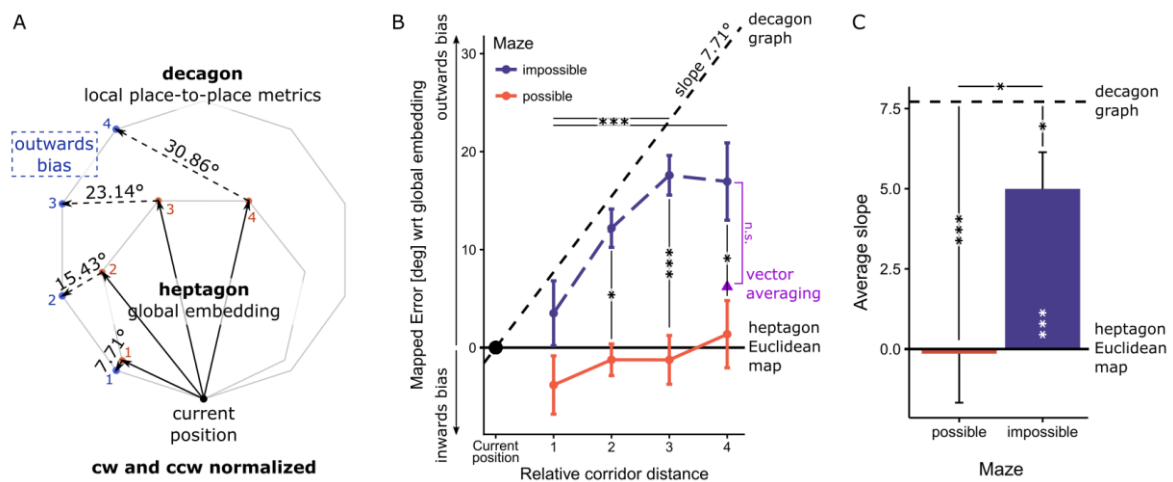 A
decagon
local place-to-place metrics
outwards
bias
4
30.86°
23.14°
3
3
4
15.43°
2
2
heptagon
global embedding
7.71°
1
1
current
position
cw and ccw normalized
B
outwards bias
inwards bias
Mapped Error [deg] wrt global embedding
30
20
10
0
Maze
impossible
possible
slope 7.71°
decagon
graph
***
n.s.
*
***
*
vector
averaging
heptagon
Euclidean
map
Current
position
1
2
3
4
Relative corridor distance
C
*
decagon
graph
7.5
5.0
2.5
0.0
Average slope
***
*
***
heptagon
Euclidean
map
possible
impossible
Maze